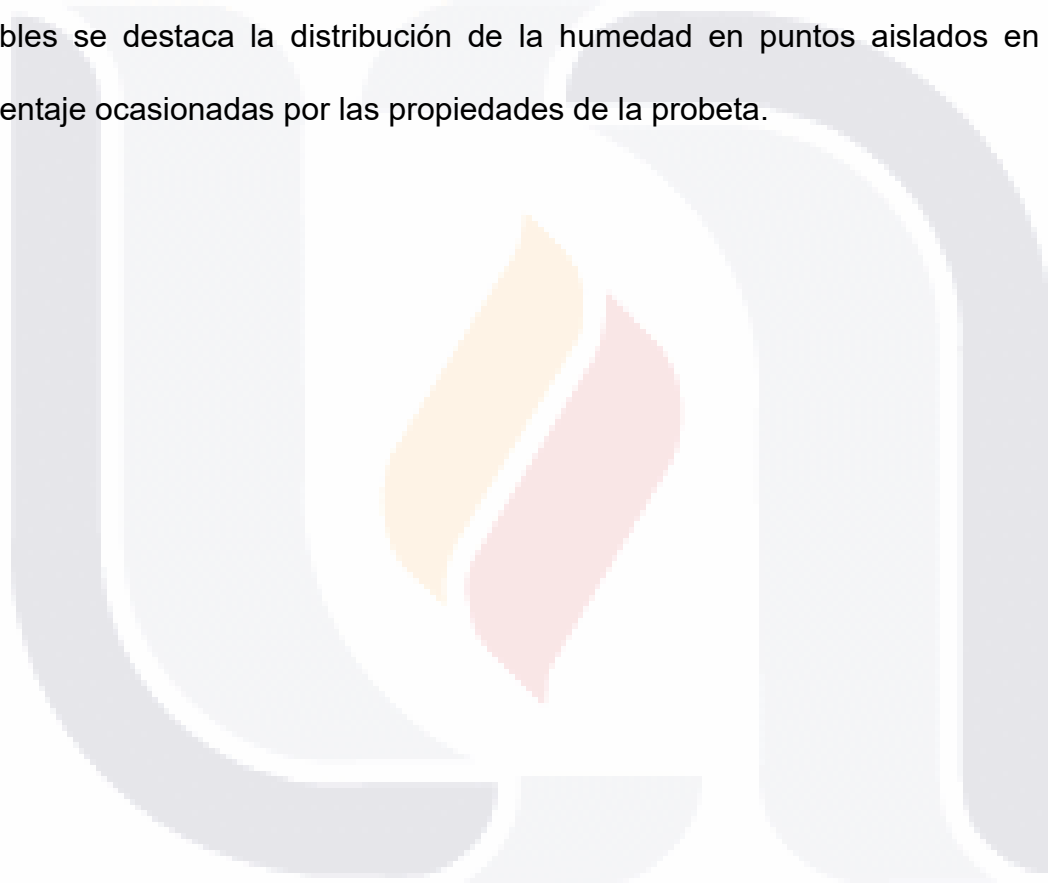 bles se destaca la distribución de la humedad en puntos aislados en
entaje ocasionadas por las propiedades de la probeta.